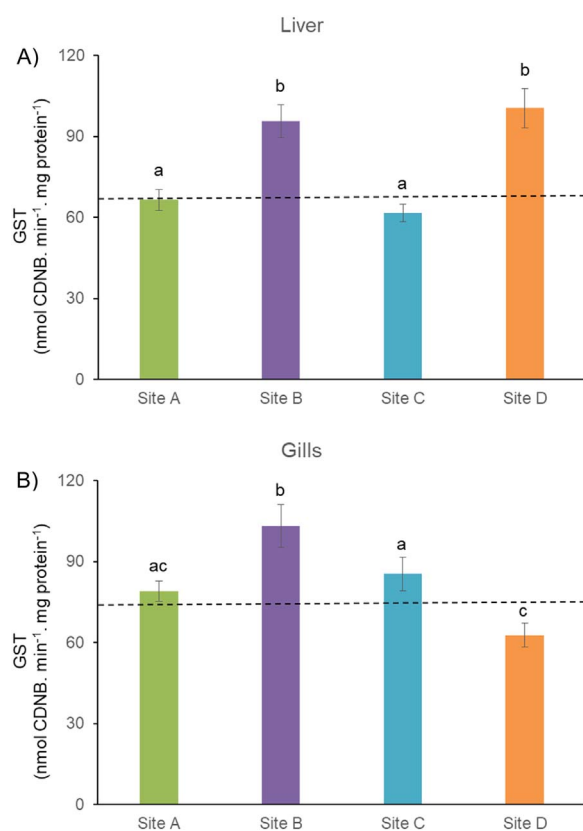 Liver
A)
GST
(nmol CDNB. min⁻¹. mg protein⁻¹)
120
90
60
30
0
a
b
a
b
Site A
Site B
Site C
Site D
Gills
B)
GST
(nmol CDNB. min⁻¹. mg protein⁻¹)
120
90
60
30
0
ac
b
a
c
Site A
Site B
Site C
Site D